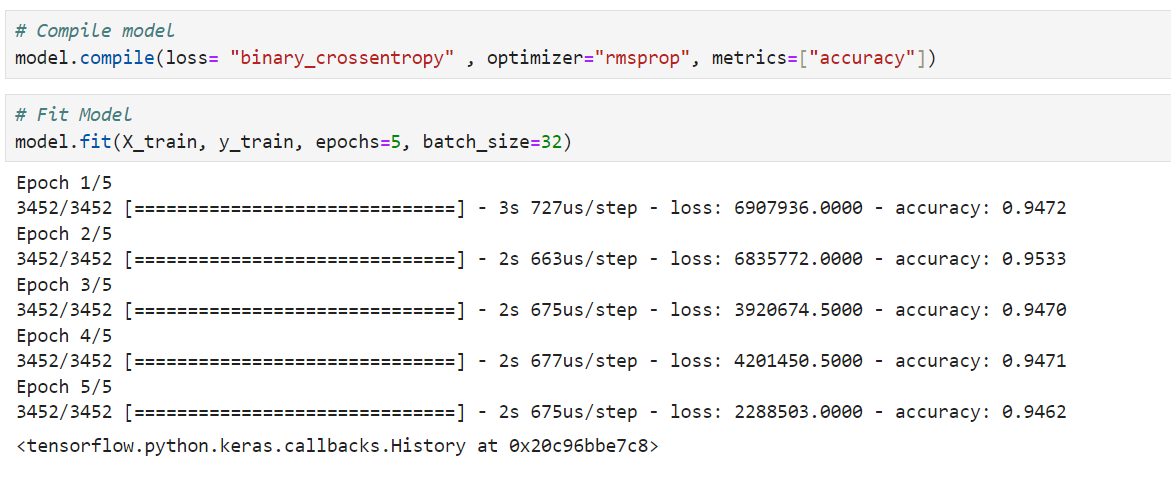 # Compile model
model.compile(loss= "binary_crossentropy" , optimizer="rmsprop", metrics=["accuracy"])
# Fit Model
model.fit(X_train, y_train, epochs=5, batch_size=32)
Epoch 1/5
3452/3452 [==============================] - 3s 727us/step - loss: 6907936.0000 - accuracy: 0.9472
Epoch 2/5
3452/3452 [==============================] - 2s 663us/step - loss: 6835772.0000 - accuracy: 0.9533
Epoch 3/5
3452/3452 [==============================] - 2s 675us/step - loss: 3920674.5000 - accuracy: 0.9470
Epoch 4/5
3452/3452 [==============================] - 2s 677us/step - loss: 4201450.5000 - accuracy: 0.9471
Epoch 5/5
3452/3452 [==============================] - 2s 675us/step - loss: 2288503.0000 - accuracy: 0.9462
<tensorflow.python.keras.callbacks.History at 0x20c96bbe7c8>